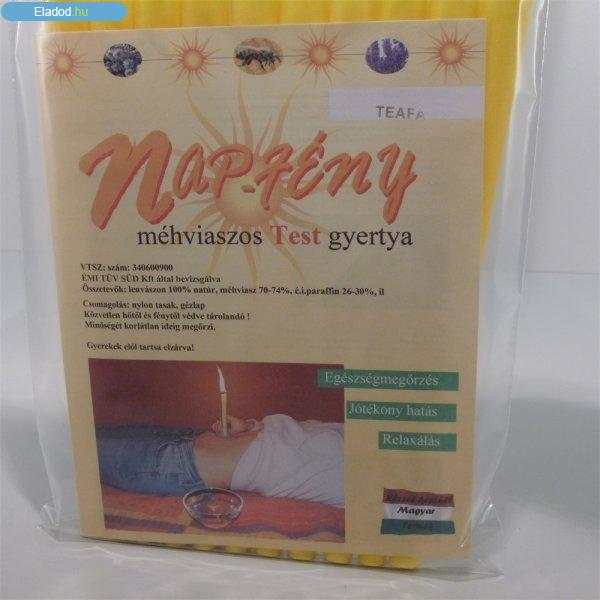 Eladod.hu
TEAFA
NAP-fény
méhviaszos Test gyertya
VTSZ: szám: 340600900
ÉMI TÜV SÜD Kft által bevizsgálva
Összetevők: lenvászon 100% natúr, méhviasz 70-74%, é.i.paraffin 26-30%, il
Csomagolás: nylon tasak, gézlap
Közvetlen hőtől és fénytől védve tárolandó !
Minőségét korlátlan ideig megőrzi.
Gyerekek elől tartsa elzárva!
Egészségmegőrzés
Jótékony hatás
Relaxálás
Magyar